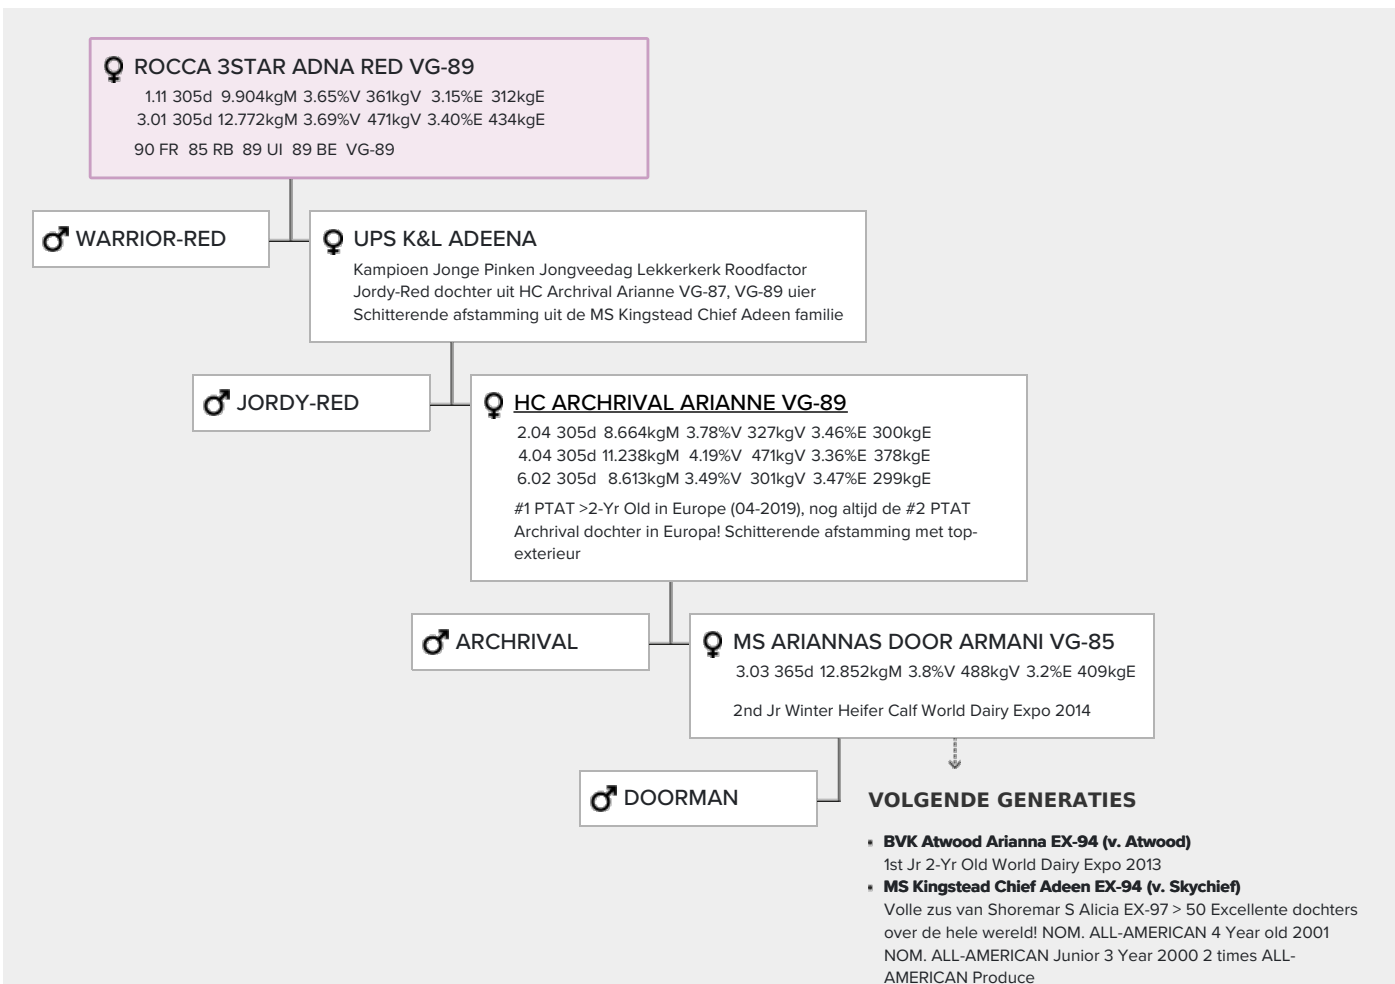 ROCCA 3STAR ADNA RED VG-89
1.11 305d 9.904kgM 3.65%V 361kgV 3.15%E 312kgE
3.01 305d 12.772kgM 3.69%V 471kgV 3.40%E 434kgE
90 FR 85 RB 89 UI 89 BE VG-89
WARRIOR-RED
UPS K&L ADEENA
Kampioen Jonge Pinken Jongveedag Lekkerkerk Roodfactor
Jordy-Red dochter uit HC Archrival Arianne VG-87, VG-89 uier
Schitterende afstamming uit de MS Kingstead Chief Adeen familie
JORDY-RED
HC ARCHRIVAL ARIANNE VG-89
2.04 305d 8.664kgM 3.78%V 327kgV 3.46%E 300kgE
4.04 305d 11.238kgM 4.19%V 471kgV 3.36%E 378kgE
6.02 305d 8.613kgM 3.49%V 301kgV 3.47%E 299kgE
#1 PTAT >2-Yr Old in Europe (04-2019), nog altijd de #2 PTAT
Archrival dochter in Europa! Schitterende afstamming met top-
exterieur
ARCHRIVAL
MS ARIANNAS DOOR ARMANI VG-85
3.03 365d 12.852kgM 3.8%V 488kgV 3.2%E 409kgE
2nd Jr Winter Heifer Calf World Dairy Expo 2014
DOORMAN
VOLGENDE GENERATIES
▪ BVK Atwood Arianna EX-94 (v. Atwood)
1st Jr 2-Yr Old World Dairy Expo 2013
▪ MS Kingstead Chief Adeen EX-94 (v. Skychief)
Volle zus van Shoremar S Alicia EX-97 > 50 Excellente dochters
over de hele wereld! NOM. ALL-AMERICAN 4 Year old 2001
NOM. ALL-AMERICAN Junior 3 Year 2000 2 times ALL-
AMERICAN Produce